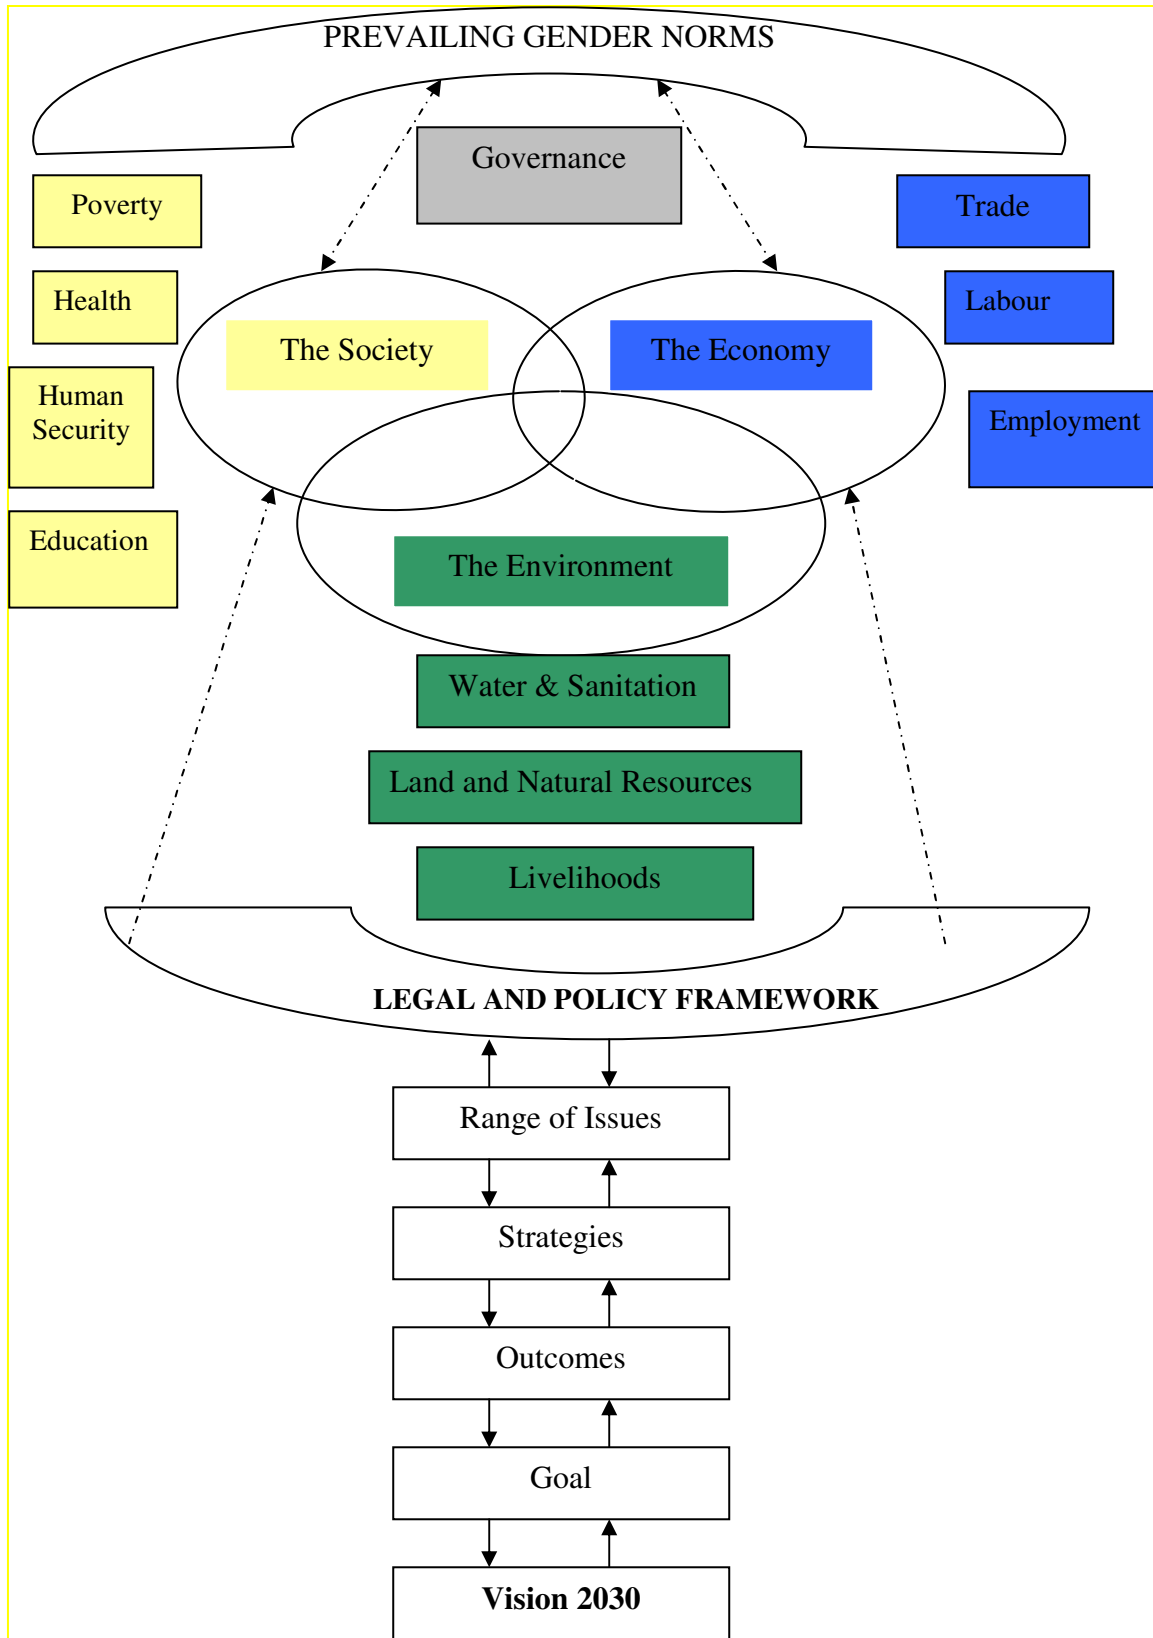 PREVAILING GENDER NORMS
Governance
Poverty
Trade
Health
Labour
The Society
The Economy
Human
Security
Employment
Education
The Environment
Water & Sanitation
Land and Natural Resources
Livelihoods
LEGAL AND POLICY FRAMEWORK
Range of Issues
Strategies
Outcomes
Goal
Vision 2030